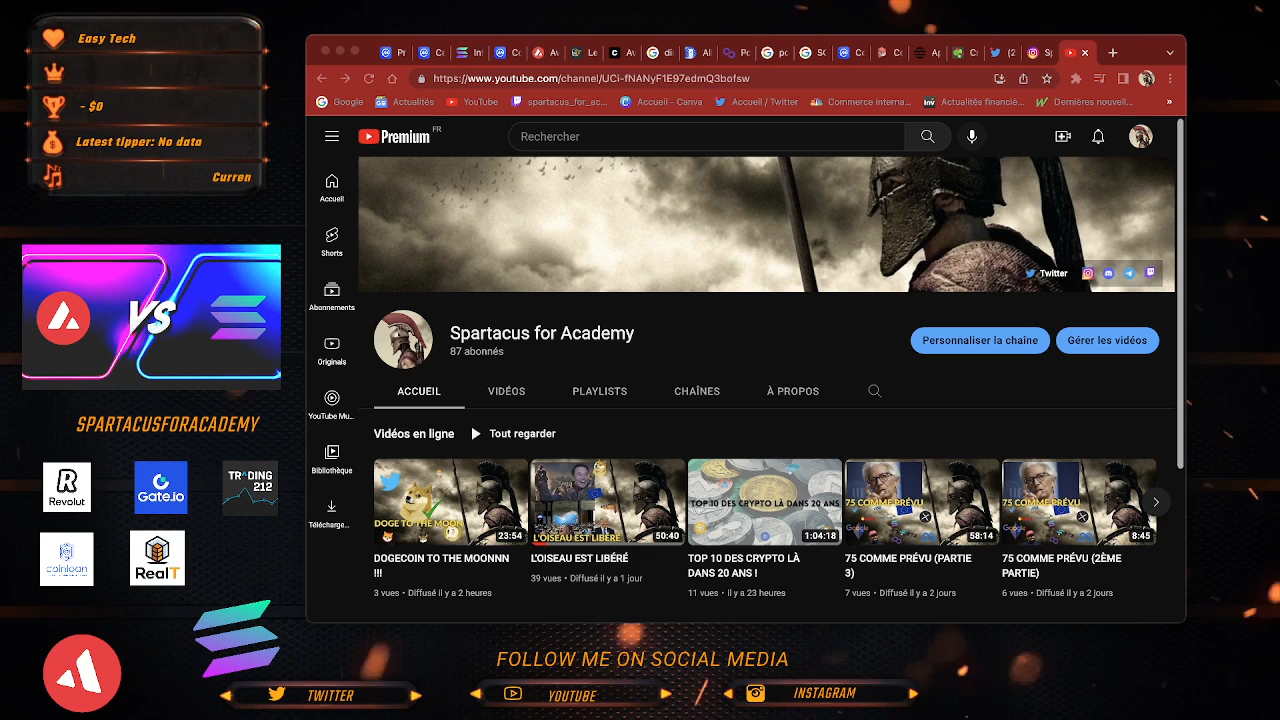 Easy Tech
- $0
Latest tipper: No data
Curren
VS
SPARTACUSFORACADEMY
Revolut
Gate.io
TRADING 212
coinloan
RealT
https://www.youtube.com/channel/UCi-fNANyF1E97edmQ3bofsw
Google
Actualités
YouTube
spartacus_for_ac...
Accueil - Canva
Accueil / Twitter
Commerce interna...
Actualités financiè...
Dernières nouvell...
Premium FR
Rechercher
Accueil
Shorts
Abonnements
Originals
YouTube Mu...
Bibliothèque
Télécharge...
Twitter
Spartacus for Academy
87 abonnés
Personnaliser la chaîne
Gérer les vidéos
ACCUEIL
VIDÉOS
PLAYLISTS
CHAÎNES
À PROPOS
Vidéos en ligne
Tout regarder
DOGE TO THE MOON
23:54
L'OISEAU EST LIBÉRÉ
50:40
TOP 10 DES CRYPTO LÀ DANS 20 ANS
1:04:18
75 COMME PRÉVU
Google
58:14
75 COMME PRÉVU
Google
8:45
DOGECOIN TO THE MOONNN
!!!
3 vues • Diffusé il y a 2 heures
L'OISEAU EST LIBÉRÉ
39 vues • Diffusé il y a 1 jour
TOP 10 DES CRYPTO LÀ
DANS 20 ANS !
11 vues • Il y a 23 heures
75 COMME PRÉVU (PARTIE
3)
7 vues • Diffusé il y a 2 jours
75 COMME PRÉVU (2ÈME
PARTIE)
6 vues • Diffusé il y a 2 jours
FOLLOW ME ON SOCIAL MEDIA
TWITTER
YOUTUBE
INSTAGRAM